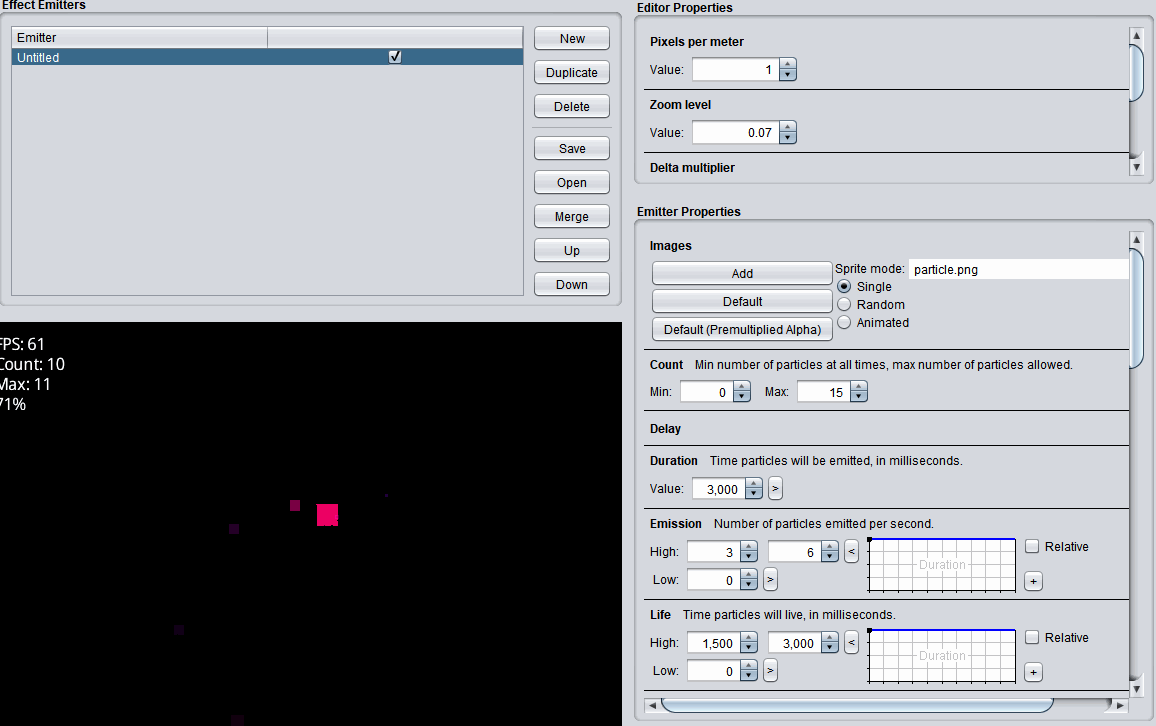 Effect Emitters
Emitter
Untitled
New
Duplicate
Delete
Save
Open
Merge
Up
Down
FPS: 61
Count: 10
Max: 11
71%
Editor Properties
Pixels per meter
Value: 1
Zoom level
Value: 0.07
Delta multiplier
Emitter Properties
Images
Add
Default
Default (Premultiplied Alpha)
Sprite mode:
Single
Random
Animated
particle.png
Count Min number of particles at all times, max number of particles allowed.
Min: 0 Max: 15
Delay
Duration Time particles will be emitted, in milliseconds.
Value: 3,000 >
Emission Number of particles emitted per second.
High: 3 6 <
Low: 0 >
Duration
Relative
+
Life Time particles will live, in milliseconds.
High: 1,500 3,000 <
Low: 0 >
Duration
Relative
+